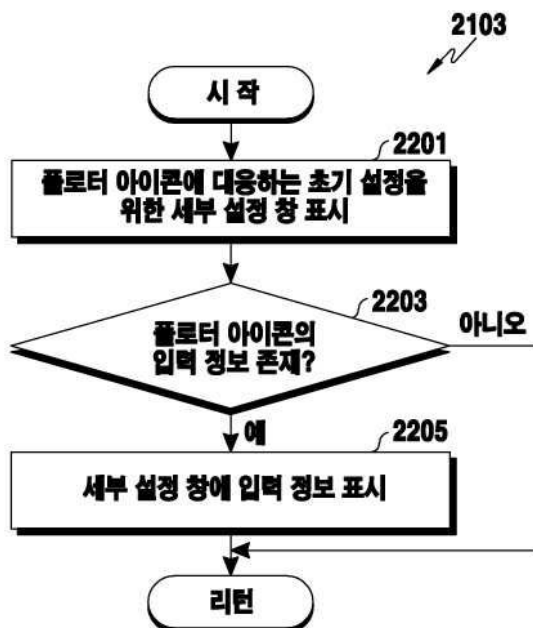 2103
시 작
2201
플로터 아이콘에 대응하는 초기 설정을
위한 세부 설정 창 표시
2203
플로터 아이콘의
입력 정보 존재?
아니오
예
2205
세부 설정 창에 입력 정보 표시
리턴